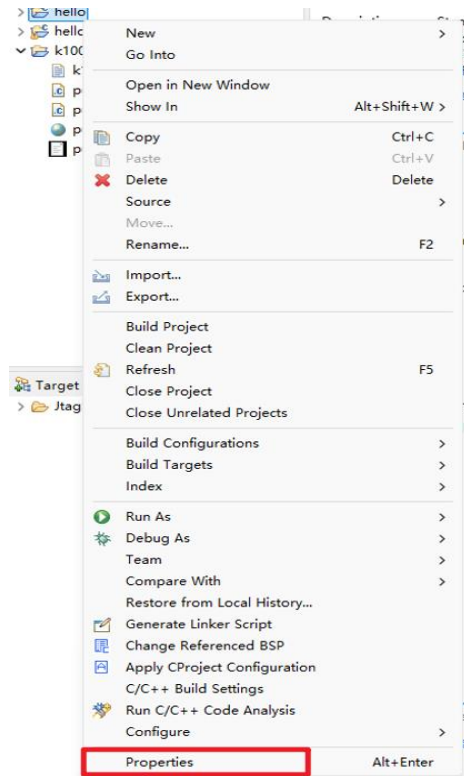 hello
New
Go Into
Open in New Window
Show In Alt+Shift+W
Copy Ctrl+C
Paste Ctrl+V
Delete Delete
Source
Move...
Rename... F2
Import...
Export...
Build Project
Clean Project
Refresh F5
Close Project
Close Unrelated Projects
Target
Jtag
Build Configurations
Build Targets
Index
Run As
Debug As
Team
Compare With
Restore from Local History...
Generate Linker Script
Change Referenced BSP
Apply CProject Configuration
C/C++ Build Settings
Run C/C++ Code Analysis
Configure
Properties Alt+Enter